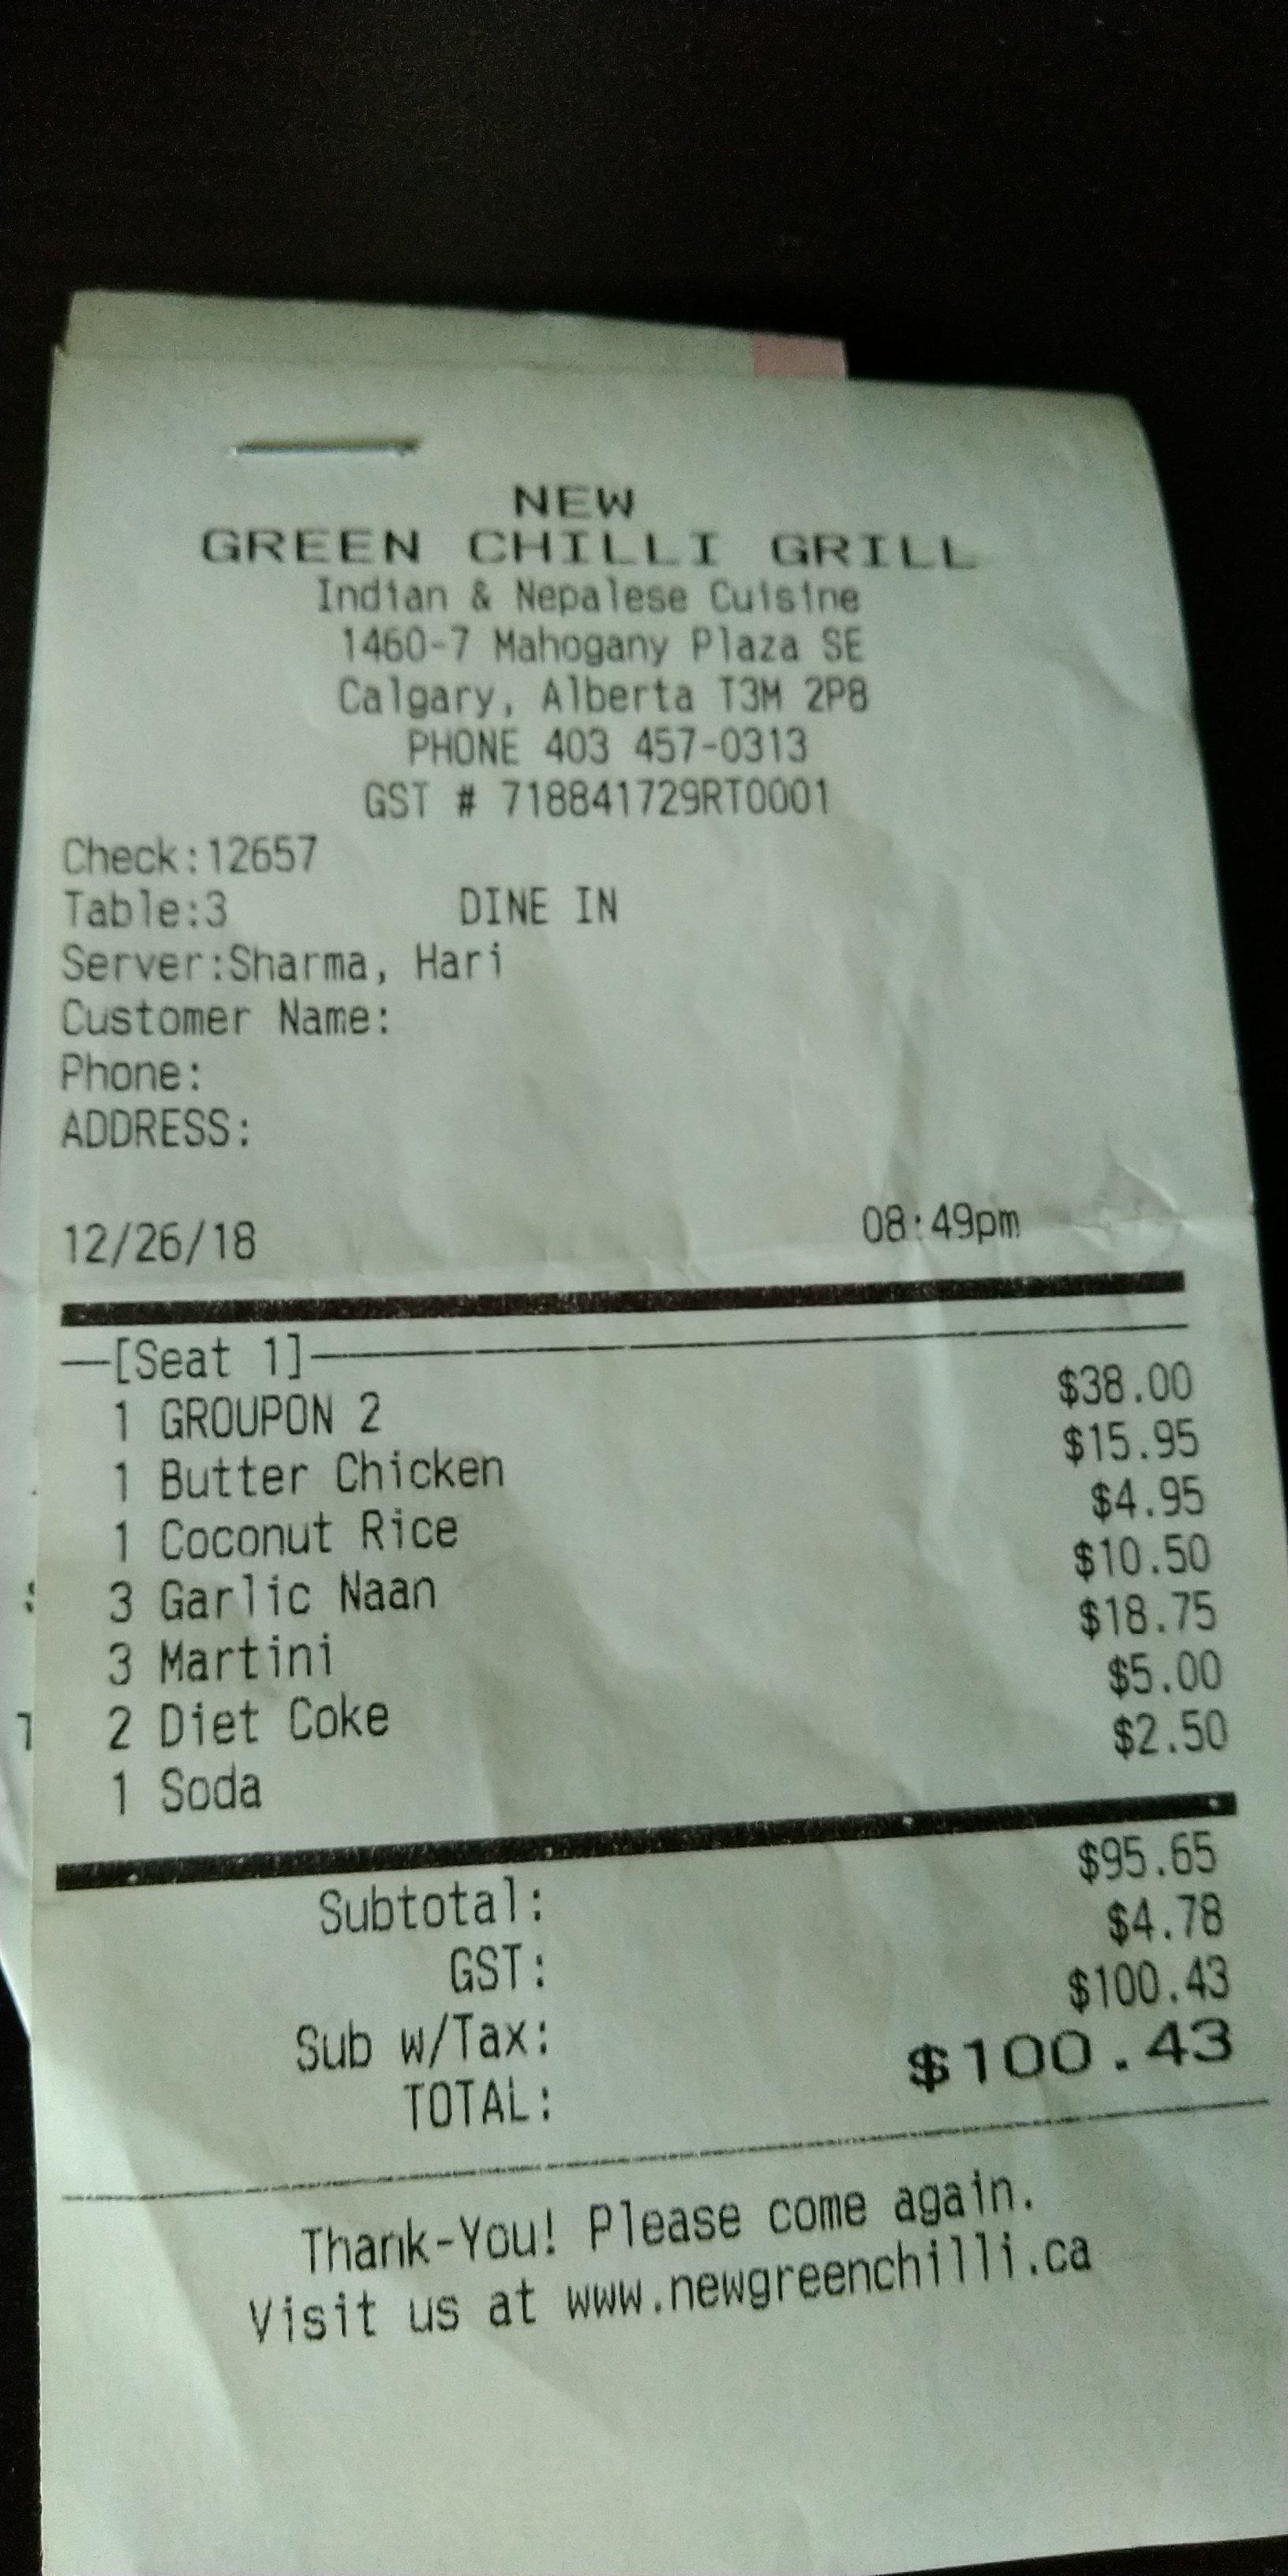 NEW
GREEN CHILLI GRILL
Indian & Nepalese Cuisine
1460-7 Mahogany Plaza SE
Calgary, Alberta T3M 2P8
PHONE 403 457-0313
GST # 718841729RT0001
Check:12657
Table:3 DINE IN
Server:Sharma, Hari
Customer Name:
Phone:
ADDRESS:
12/26/18 08:49pm
[Seat 1]
1 GROUPON 2 $38.00
1 Butter Chicken $15.95
1 Coconut Rice $4.95
3 Garlic Naan $10.50
3 Martini $18.75
2 Diet Coke $5.00
1 Soda $2.50
Subtotal: $95.65
GST: $4.78
Sub w/Tax: $100.43
TOTAL: $100.43
Thank-You! Please come again.
Visit us at www.newgreenchilli.ca